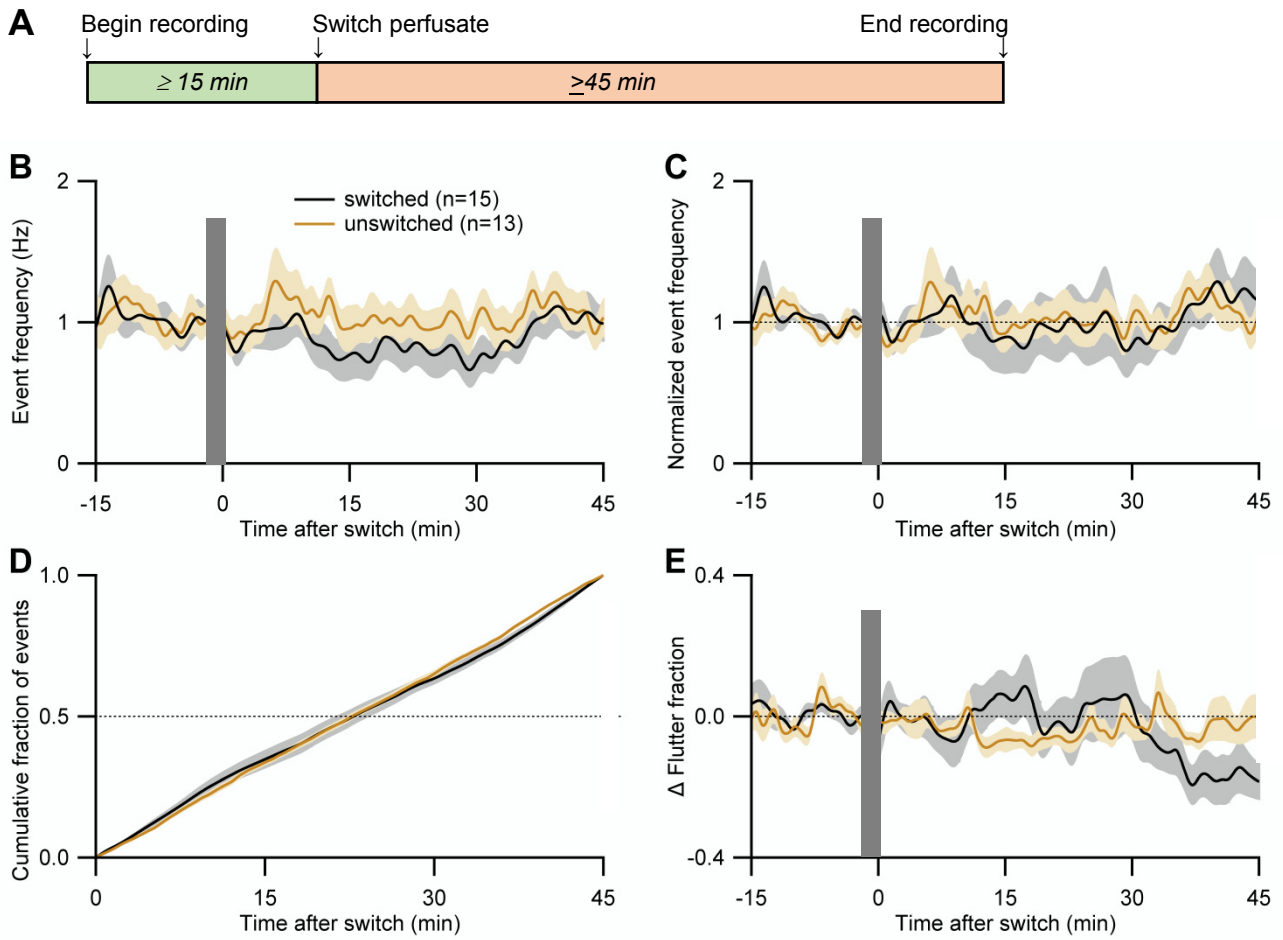 A
Begin recording
Switch perfusate
End recording
≥ 15 min
≥45 min
B
Event frequency (Hz)
2
1
0
switched (n=15)
unswitched (n=13)
-15
0
15
30
45
Time after switch (min)
C
Normalized event frequency
2
1
0
-15
0
15
30
45
Time after switch (min)
D
Cumulative fraction of events
1.0
0.5
0.0
0
15
30
45
Time after switch (min)
E
Δ Flutter fraction
0.4
0.0
-0.4
-15
0
15
30
45
Time after switch (min)